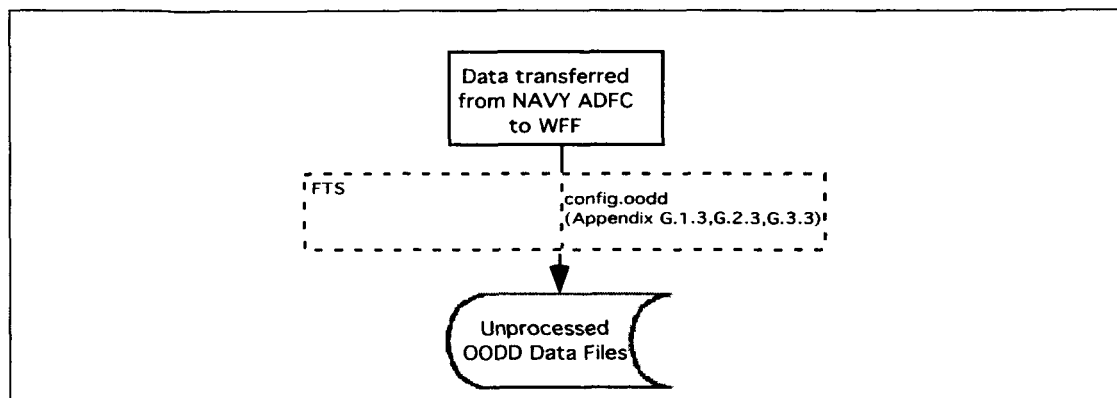 Data transferred
from NAVY ADFC
to WFF
FTS
config.oodd
(Appendix G.1.3,G.2.3,G.3.3)
Unprocessed
OODD Data Files